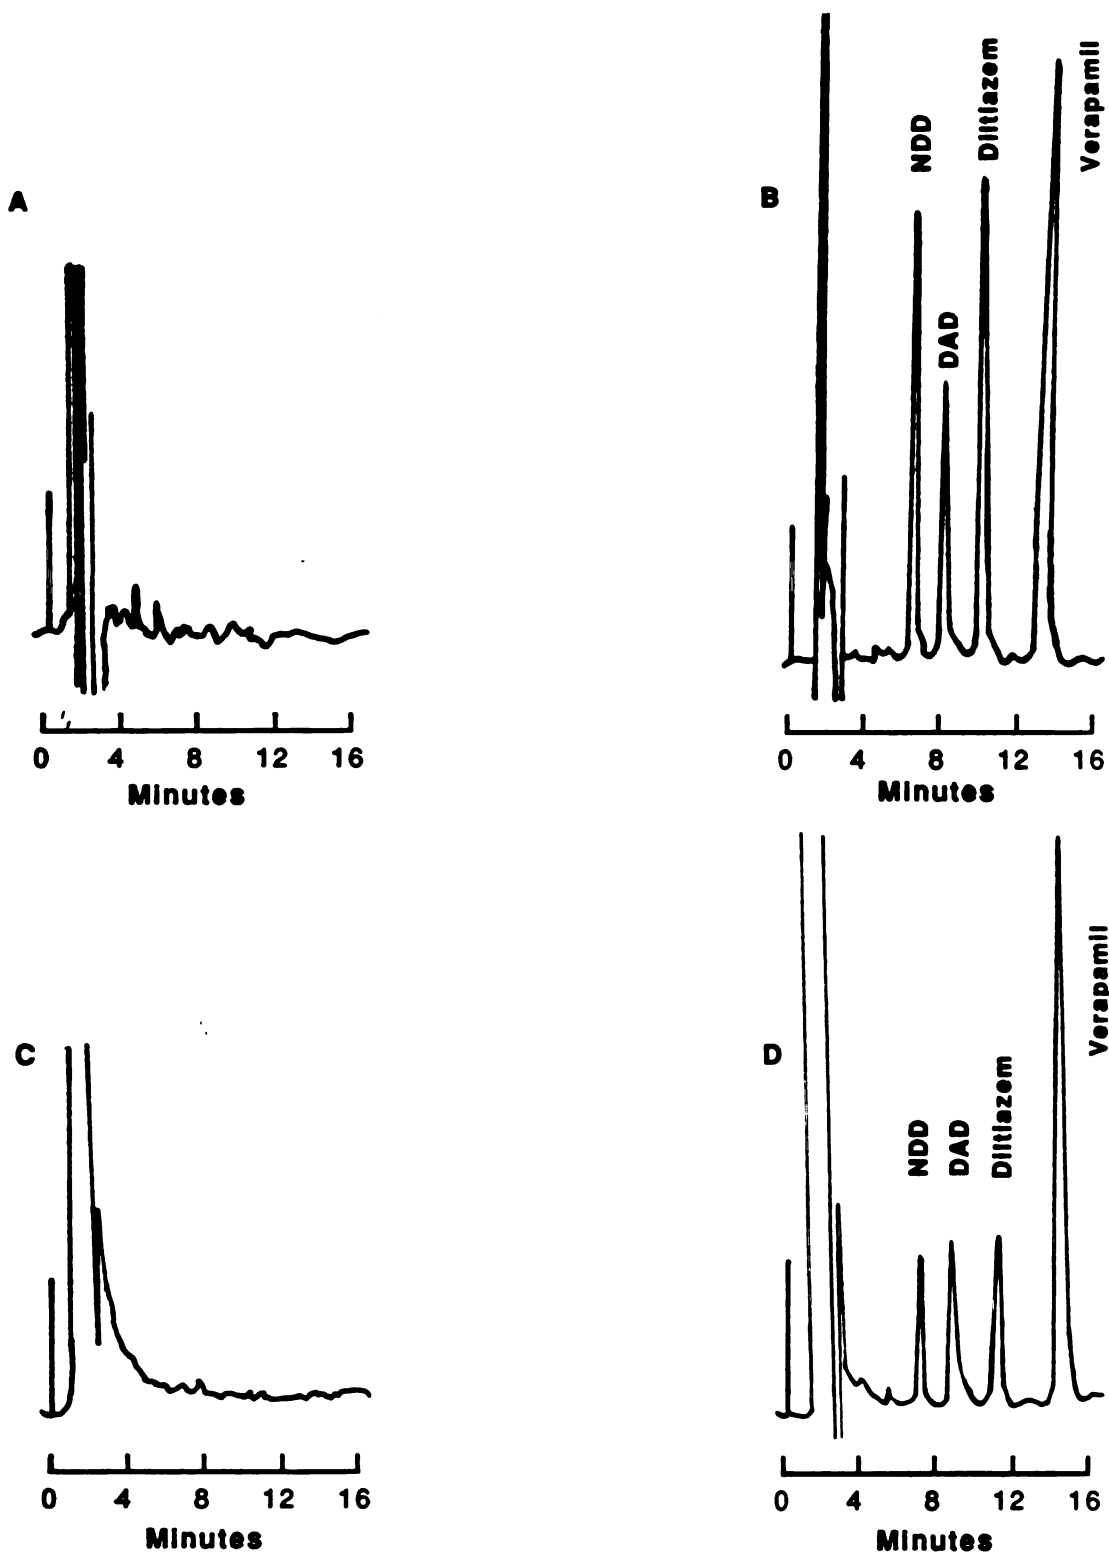 A
0 4 8 12 16
Minutes
B
NDD
DAD
Diltiazem
Verapamil
0 4 8 12 16
Minutes
C
0 4 8 12 16
Minutes
D
NDD
DAD
Diltiazem
Verapamil
0 4 8 12 16
Minutes